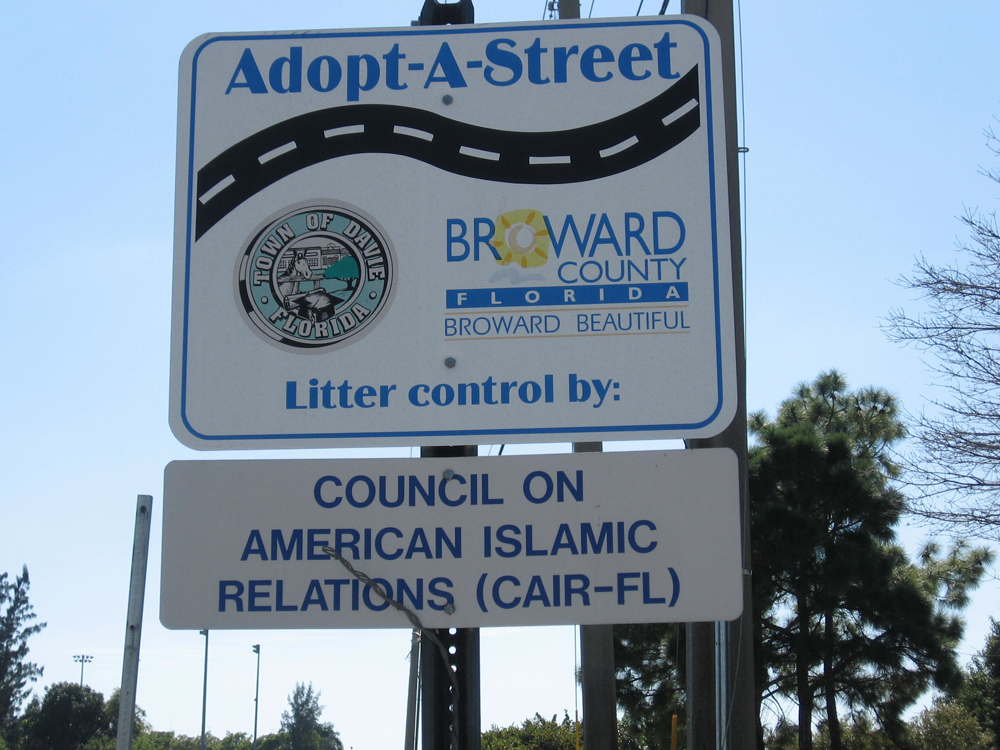 Adopt-A-Street
TOWN OF DAVIE
FLORIDA
BROWARD
COUNTY
FLORIDA
BROWARD BEAUTIFUL
Litter control by:
COUNCIL ON
AMERICAN ISLAMIC
RELATIONS (CAIR-FL)